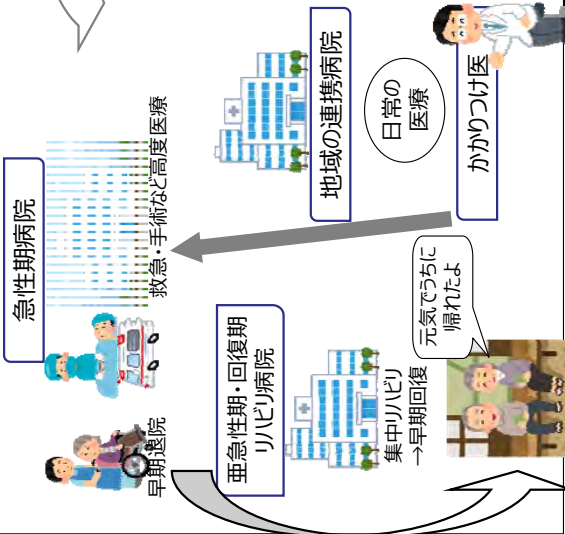 急性期病院
救急・手術など高度医療
早期退院
亜急性期・回復期
リハビリ病院
集中リハビリ
→早期回復
元気でうちに
帰れたよ
地域の連携病院
日常の
医療
かかりつけ医